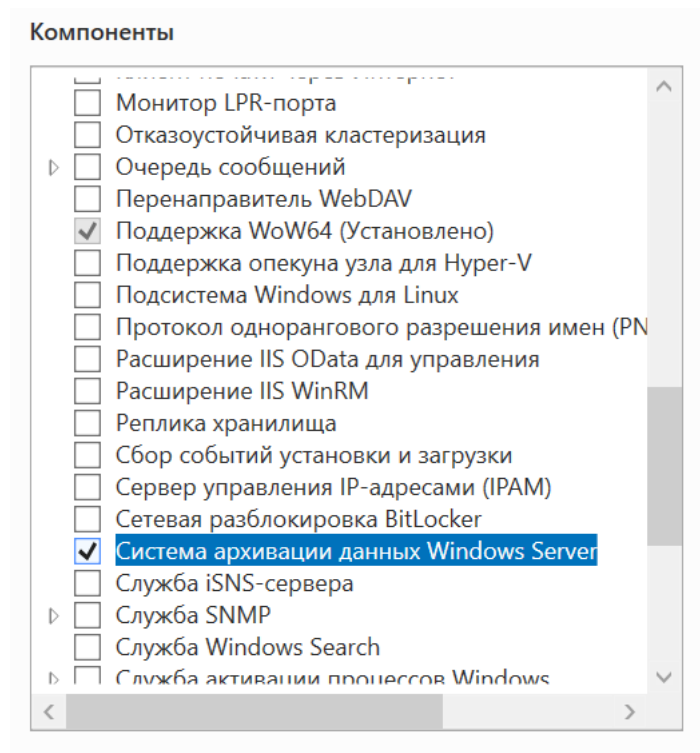 Компоненты
Монитор LPR-порта
Отказоустойчивая кластеризация
Очередь сообщений
Перенаправитель WebDAV
Поддержка WoW64 (Установлено)
Поддержка опекуна узла для Hyper-V
Подсистема Windows для Linux
Протокол однорангового разрешения имен (PN
Расширение IIS OData для управления
Расширение IIS WinRM
Реплика хранилища
Сбор событий установки и загрузки
Сервер управления IP-адресами (IPAM)
Сетевая разблокировка BitLocker
Система архивации данных Windows Server
Служба iSNS-сервера
Служба SNMP
Служба Windows Search
Служба активации процессов Windows